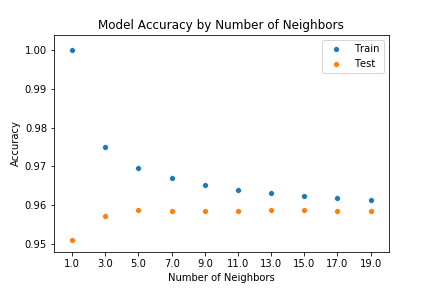 Model Accuracy by Number of Neighbors
Train
Test
1.00
0.99
0.98
0.97
0.96
0.95
Accuracy
1.0 3.0 5.0 7.0 9.0 11.0 13.0 15.0 17.0 19.0
Number of Neighbors